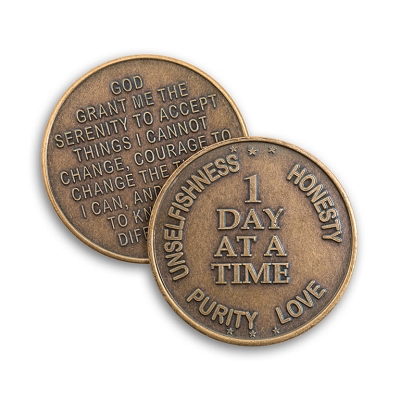 GOD
GRANT ME THE
SERENITY TO ACCEPT
THINGS I CANNOT
CHANGE, COURAGE TO
CHANGE THE
I CAN, AND
TO
UNSELFISHNESS
HONESTY
PURITY
LOVE
1
DAY
AT A
TIME